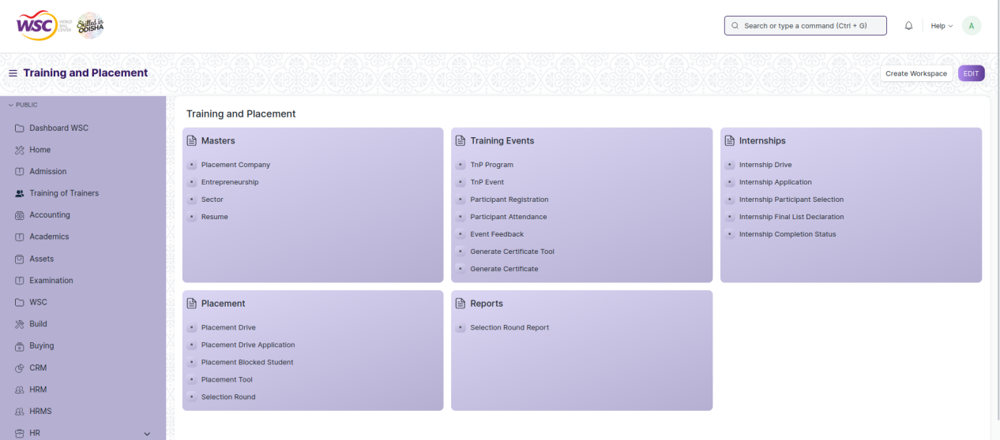 WSC WORLD SKILL CENTER
Skilled in ODISHA
Search or type a command (Ctrl + G)
Help
A
Training and Placement
Create Workspace
EDIT
PUBLIC
Dashboard WSC
Home
Admission
Training of Trainers
Accounting
Academics
Assets
Examination
WSC
Build
Buying
CRM
HRM
HRMS
HR
Training and Placement
Masters
Placement Company
Entrepreneurship
Sector
Resume
Training Events
TnP Program
TnP Event
Participant Registration
Participant Attendance
Event Feedback
Generate Certificate Tool
Generate Certificate
Internships
Internship Drive
Internship Application
Internship Participant Selection
Internship Final List Declaration
Internship Completion Status
Placement
Placement Drive
Placement Drive Application
Placement Blocked Student
Placement Tool
Selection Round
Reports
Selection Round Report